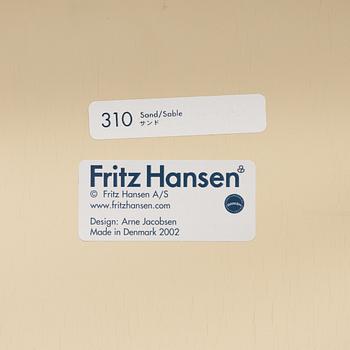 310 Sand/Sable
サンド
Fritz Hansen
© Fritz Hansen A/S
www.fritzhansen.com
Design: Arne Jacobsen
Made in Denmark 2002